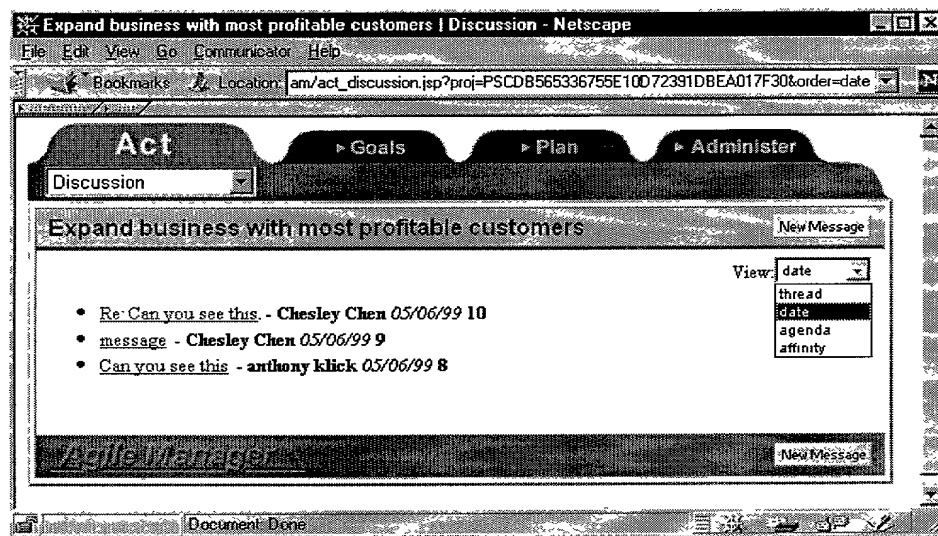 Expand business with most profitable customers | Discussion - Netscape
File Edit View Go Communicator Help
Bookmarks Location: am/act_discussion.jsp?proj=PSCDB565336755E10D72391DBEA017F30&order=date
Act Goals Plan Administer
Discussion
Expand business with most profitable customers New Message
View: date
thread
date
agenda
affinity
Re: Can you see this. - Chesley Chen 05/06/99 10
message - Chesley Chen 05/06/99 9
Can you see this - anthony klick 05/06/99 8
Agile Manager New Message
Document: Done